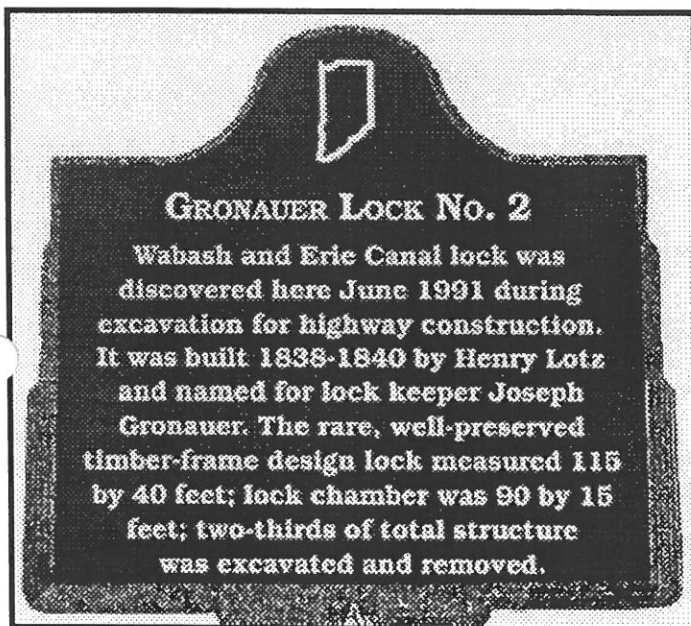 GRONAUER LOCK NO. 2
Wabash and Erie Canal lock was
discovered here June 1991 during
excavation for highway construction.
It was built 1838-1840 by Henry Lotz
and named for lock keeper Joseph
Gronauer. The rare, well-preserved
timber-frame design lock measured 115
by 40 feet; lock chamber was 90 by 15
feet; two-thirds of total structure
was excavated and removed.